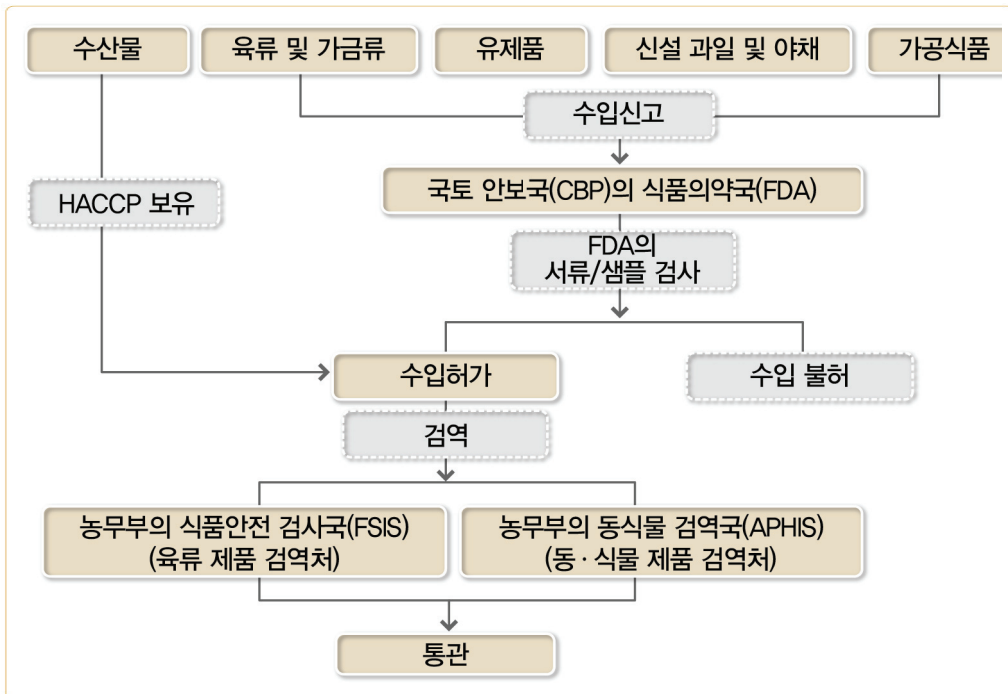 수산물
육류 및 가금류
유제품
신설 과일 및 야채
가공식품
수입신고
국토 안보국(CBP)의 식품의약국(FDA)
HACCP 보유
FDA의
서류/샘플 검사
수입허가
수입 불허
검역
농무부의 식품안전 검사국(FSIS)
(육류 제품 검역처)
농무부의 동식물 검역국(APHIS)
(동·식물 제품 검역처)
통관